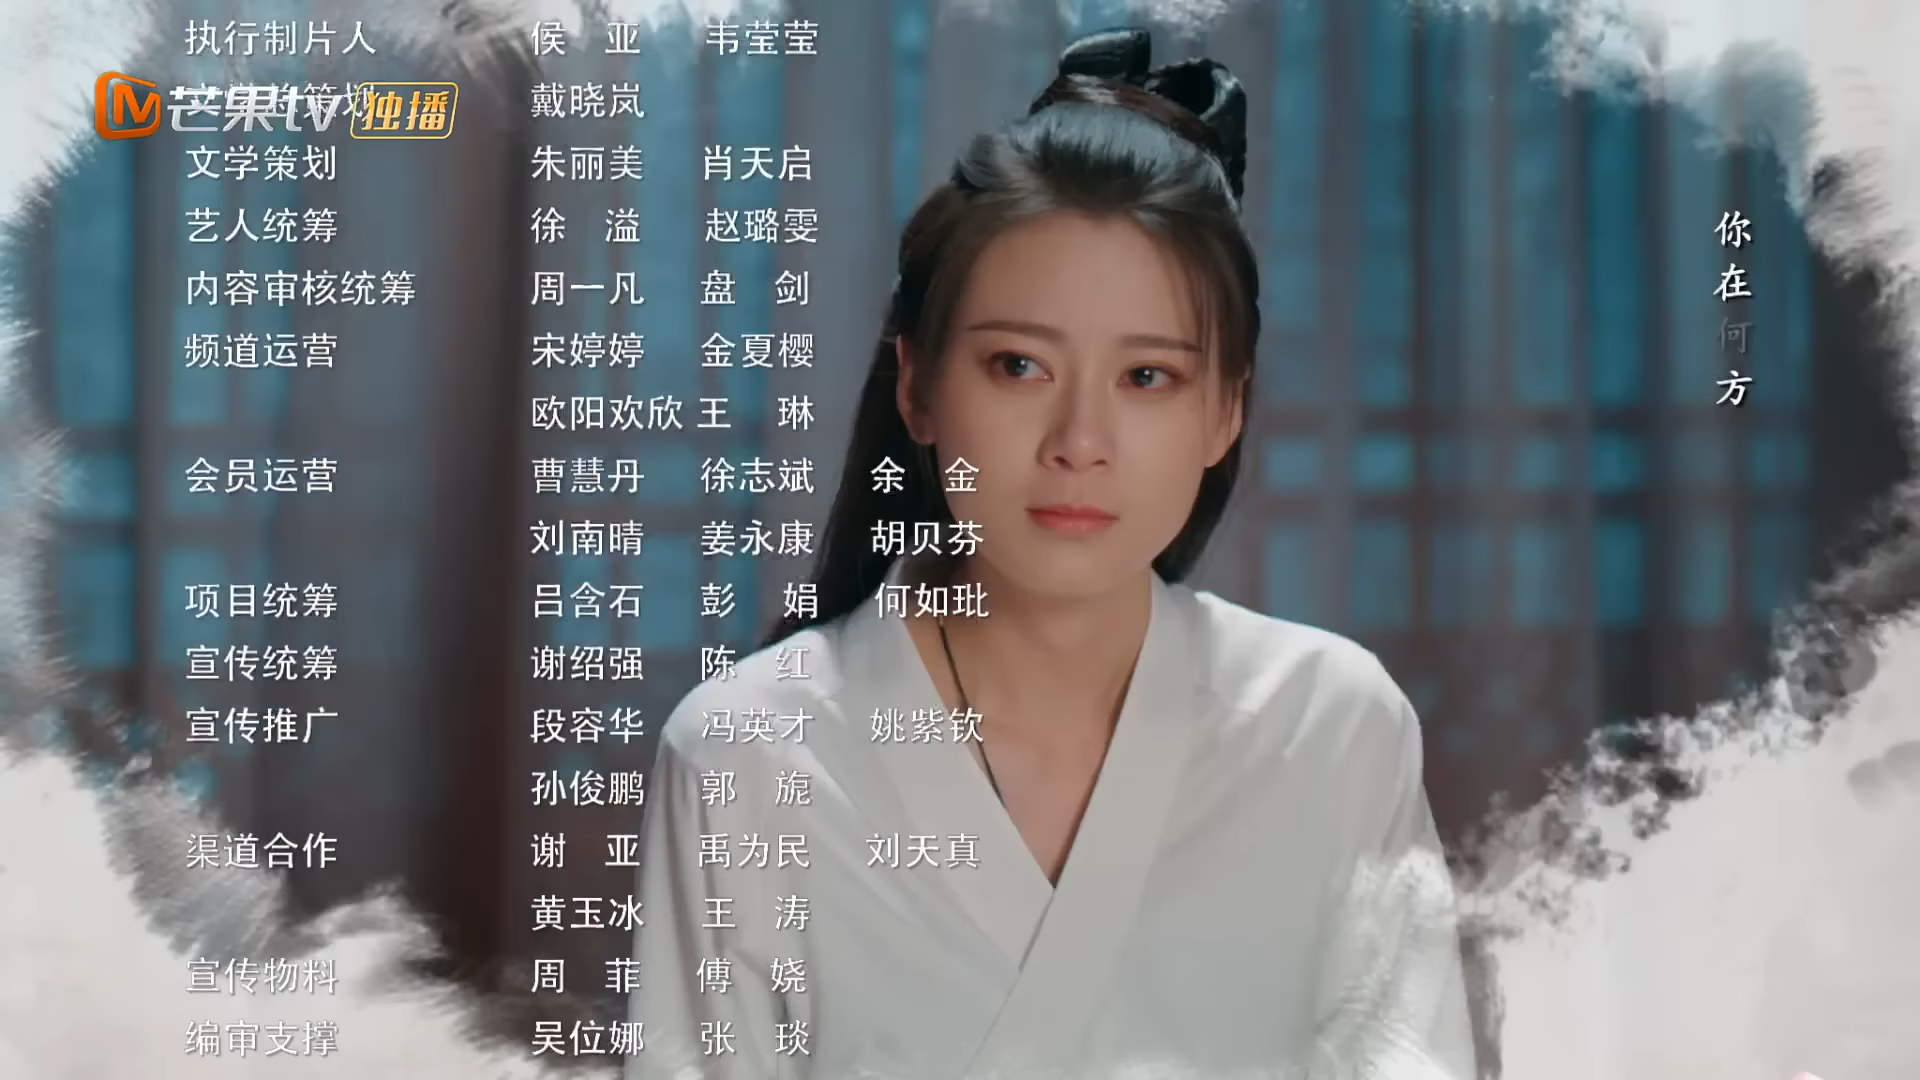 执行制片人 侯 亚 韦莹莹
芒果tv 独播
戴晓岚
文学策划 朱丽美 肖天启
艺人统筹 徐 溢 赵璐雯
内容审核统筹 周一凡 盘 剑
频道运营 宋婷婷 金夏樱
欧阳欢欣 王 琳
会员运营 曹慧丹 徐志斌 余 金
刘南晴 姜永康 胡贝芬
项目统筹 吕含石 彭 娟 何如玭
宣传统筹 谢绍强 陈 红
宣传推广 段容华 冯英才 姚紫钦
孙俊鹏 郭 旎
渠道合作 谢 亚 禹为民 刘天真
黄玉冰 王 涛
宣传物料 周 菲 傅 娆
编审支撑 吴位娜 张 琰
你在何方